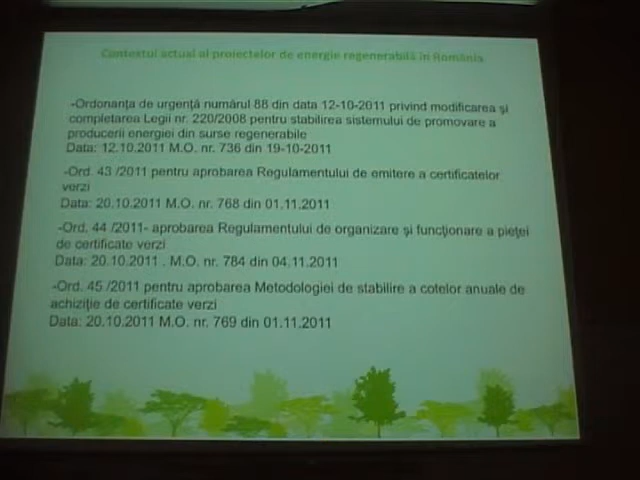 Contextul actual al proiectelor de energie regenerabilă în România
-Ordonanța de urgență numărul 88 din data 12-10-2011 privind modificarea și
completarea Legii nr. 220/2008 pentru stabilirea sistemului de promovare a
producerii energiei din surse regenerabile
Data: 12.10.2011 M.O. nr. 736 din 19-10-2011
-Ord. 43 /2011 pentru aprobarea Regulamentului de emitere a certificatelor
verzi
Data: 20.10.2011 M.O. nr. 768 din 01.11.2011
-Ord. 44 /2011- aprobarea Regulamentului de organizare și funcționare a pieței
de certificate verzi
Data: 20.10.2011 . M.O. nr. 784 din 04.11.2011
-Ord. 45 /2011 pentru aprobarea Metodologiei de stabilire a cotelor anuale de
achiziție de certificate verzi
Data: 20.10.2011 M.O. nr. 769 din 01.11.2011